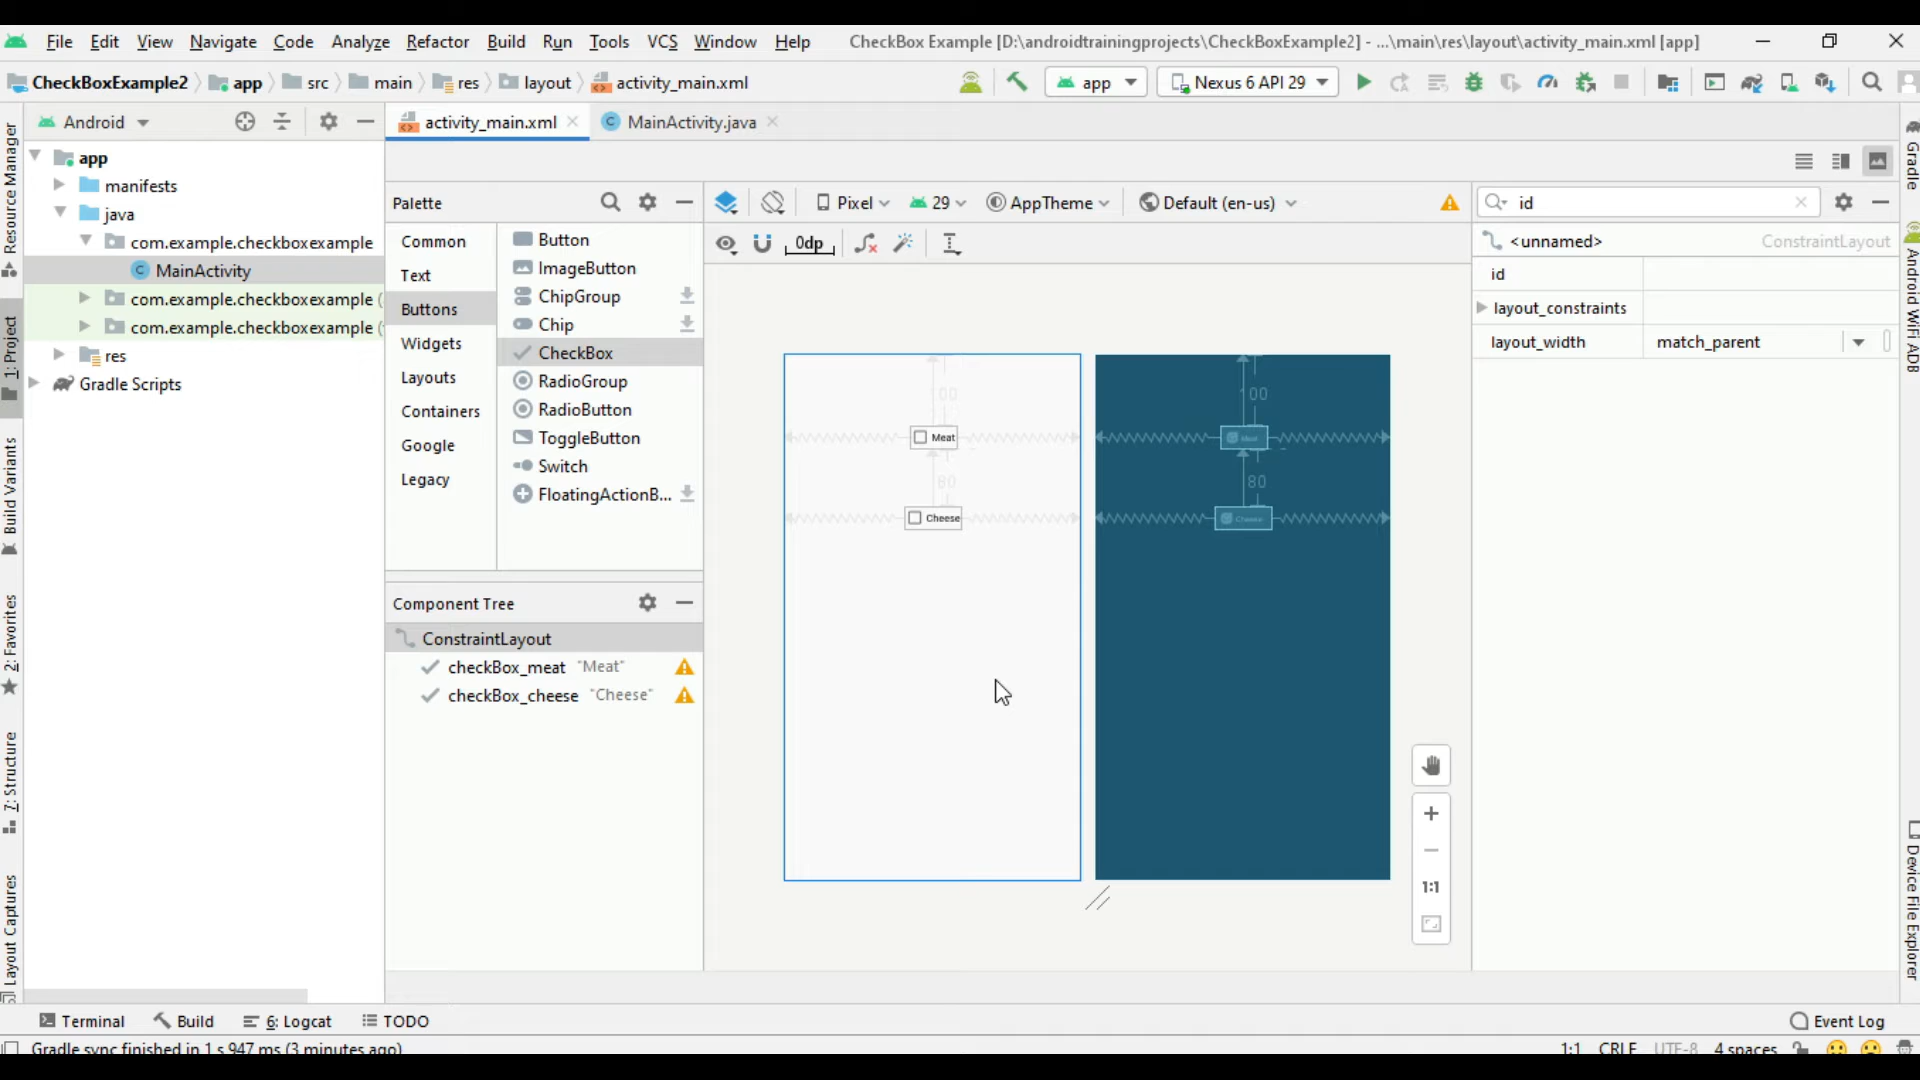 File Edit View Navigate Code Analyze Refactor Build Run Tools VCS Window Help CheckBox Example [D:\androidtrainingprojects\CheckBoxExample2] - ...\main\res\layout\activity_main.xml [app]
CheckBoxExample2 app src main res layout activity_main.xml app Nexus 6 API 29
Android
activity_main.xml MainActivity.java
app
manifests
java
com.example.checkboxexample
MainActivity
com.example.checkboxexample (
com.example.checkboxexample (
res
Gradle Scripts
Resource Manager
1: Project
Build Variants
2: Favorites
7: Structure
Layout Captures
Palette
Common
Text
Buttons
Widgets
Layouts
Containers
Google
Legacy
Button
ImageButton
ChipGroup
Chip
CheckBox
RadioGroup
RadioButton
ToggleButton
Switch
FloatingActionB...
Component Tree
ConstraintLayout
checkBox_meat "Meat"
checkBox_cheese "Cheese"
Pixel 29 AppTheme Default (en-us)
0dp
00
Meat
80
Cheese
00
80
1:1
id
<unnamed> ConstraintLayout
id
layout_constraints
layout_width match_parent
Gradle
Android WiFi ADB
Device File Explorer
Terminal Build 6: Logcat TODO Event Log
Gradle sync finished in 1 s 947 ms (3 minutes ago) 1:1 CRLF UTF-8 4 spaces